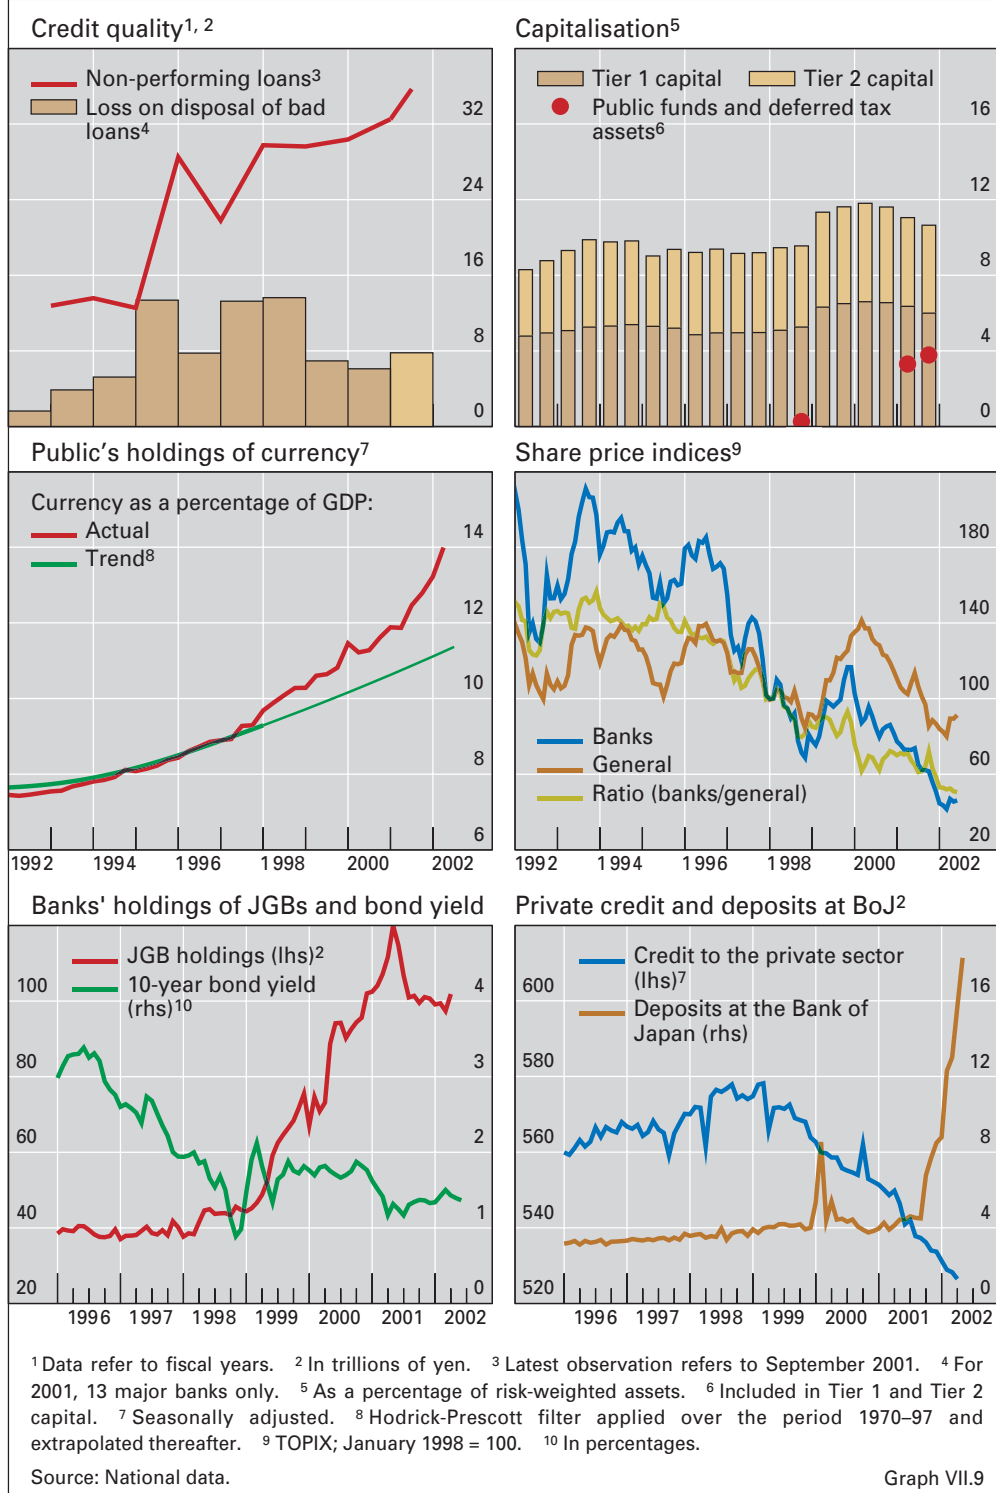 Credit quality1, 2
Non-performing loans3
Loss on disposal of bad
loans4
32
24
16
8
0
Capitalisation5
Tier 1 capital
Tier 2 capital
Public funds and deferred tax
assets6
16
12
8
4
0
Public's holdings of currency7
Currency as a percentage of GDP:
Actual
Trend8
14
12
10
8
6
1992 1994 1996 1998 2000 2002
Share price indices9
180
140
100
60
20
Banks
General
Ratio (banks/general)
1992 1994 1996 1998 2000 2002
Banks' holdings of JGBs and bond yield
JGB holdings (lhs)2
10-year bond yield
(rhs)10
100
80
60
40
20
4
3
2
1
0
1996 1997 1998 1999 2000 2001 2002
Private credit and deposits at BoJ2
Credit to the private sector
(lhs)7
Deposits at the Bank of
Japan (rhs)
600
580
560
540
520
16
12
8
4
0
1996 1997 1998 1999 2000 2001 2002
1 Data refer to fiscal years. 2 In trillions of yen. 3 Latest observation refers to September 2001. 4 For
2001, 13 major banks only. 5 As a percentage of risk-weighted assets. 6 Included in Tier 1 and Tier 2
capital. 7 Seasonally adjusted. 8 Hodrick-Prescott filter applied over the period 1970–97 and
extrapolated thereafter. 9 TOPIX; January 1998 = 100. 10 In percentages.
Source: National data.
Graph VII.9